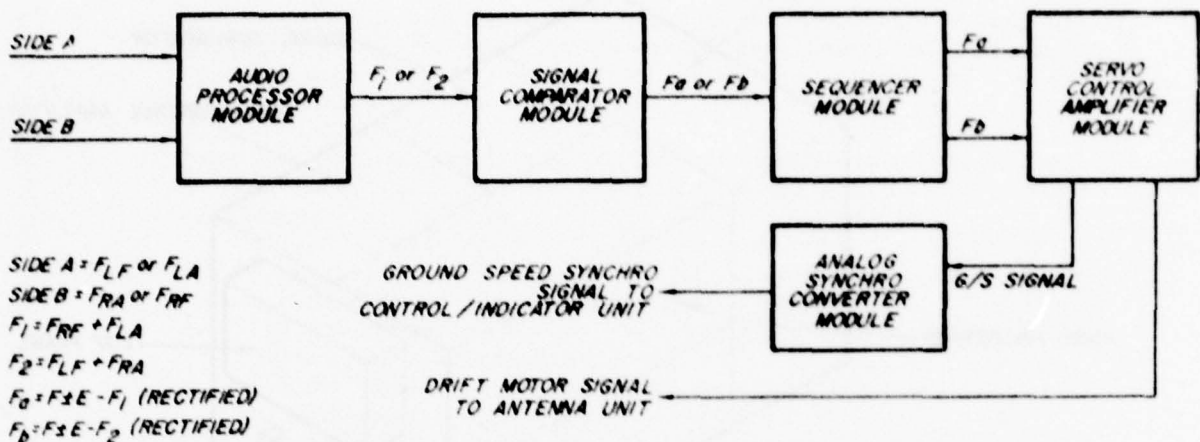 SIDE A
SIDE B
AUDIO
PROCESSOR
MODULE
F1 or F2
SIGNAL
COMPARATOR
MODULE
Fa or Fb
SEQUENCER
MODULE
Fa
Fb
SERVO
CONTROL
AMPLIFIER
MODULE
G/S SIGNAL
ANALOG
SYNCHRO
CONVERTER
MODULE
GROUND SPEED SYNCHRO
SIGNAL TO
CONTROL/INDICATOR UNIT
DRIFT MOTOR SIGNAL
TO ANTENNA UNIT
SIDE A = FLF or FLA
SIDE B = FRA or FRF
F1 = FRF + FLA
F2 = FLF + FRA
Fa = F±E - F1 (RECTIFIED)
Fb = F±E - F2 (RECTIFIED)